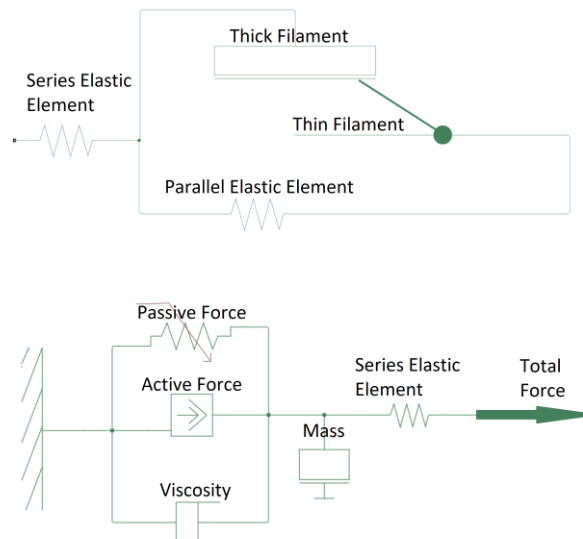 Thick Filament
Series Elastic
Element
Thin Filament
Parallel Elastic Element
Passive Force
Active Force
Series Elastic
Element
Total
Force
Mass
Viscosity